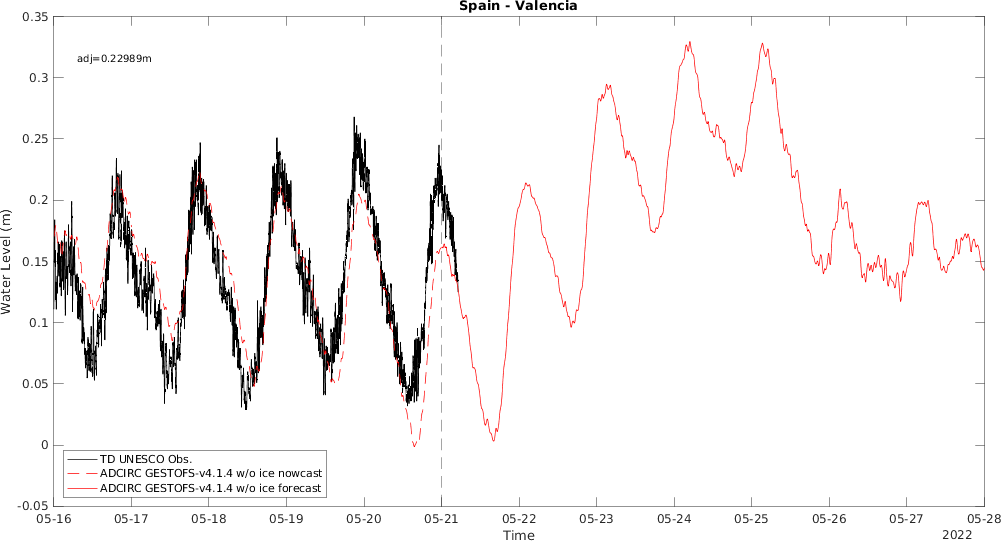 Spain - Valencia
0.35
0.3
0.25
0.2
0.15
0.1
0.05
0
-0.05
Water Level (m)
adj=0.22989m
TD UNESCO Obs.
ADCIRC GESTOFS-v4.1.4 w/o ice nowcast
ADCIRC GESTOFS-v4.1.4 w/o ice forecast
05-16 05-17 05-18 05-19 05-20 05-21 05-22 05-23 05-24 05-25 05-26 05-27 05-28
Time
2022